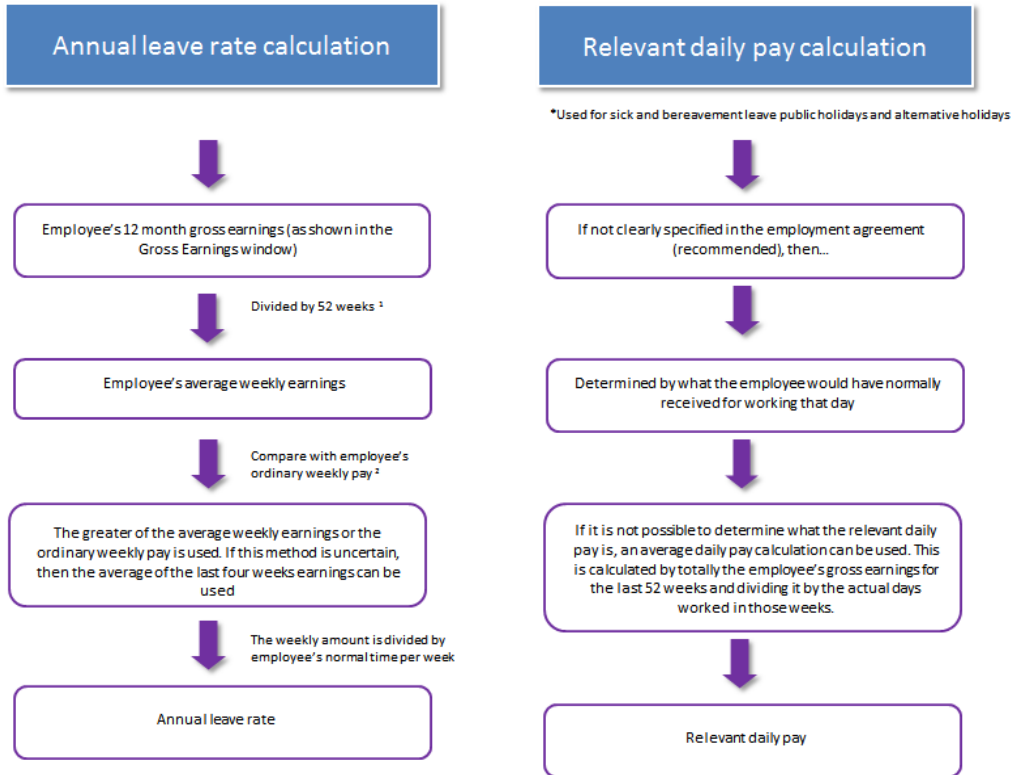 Annual leave rate calculation
Employee's 12 month gross earnings (as shown in the
Gross Earnings window)
Divided by 52 weeks ¹
Employee's average weekly earnings
Compare with employee's
ordinary weekly pay ²
The greater of the average weekly earnings or the
ordinary weekly pay is used. If this method is uncertain,
then the average of the last four weeks earnings can be
used
The weekly amount is divided by
employee's normal time per week
Annual leave rate
Relevant daily pay calculation
*Used for sick and bereavement leave public holidays and alternative holidays
If not clearly specified in the employment agreement
(recommended), then...
Determined by what the employee would have normally
received for working that day
If it is not possible to determine what the relevant daily
pay is, an average daily pay calculation can be used. This
is calculated by totally the employee's gross earnings for
the last 52 weeks and dividing it by the actual days
worked in those weeks.
Relevant daily pay